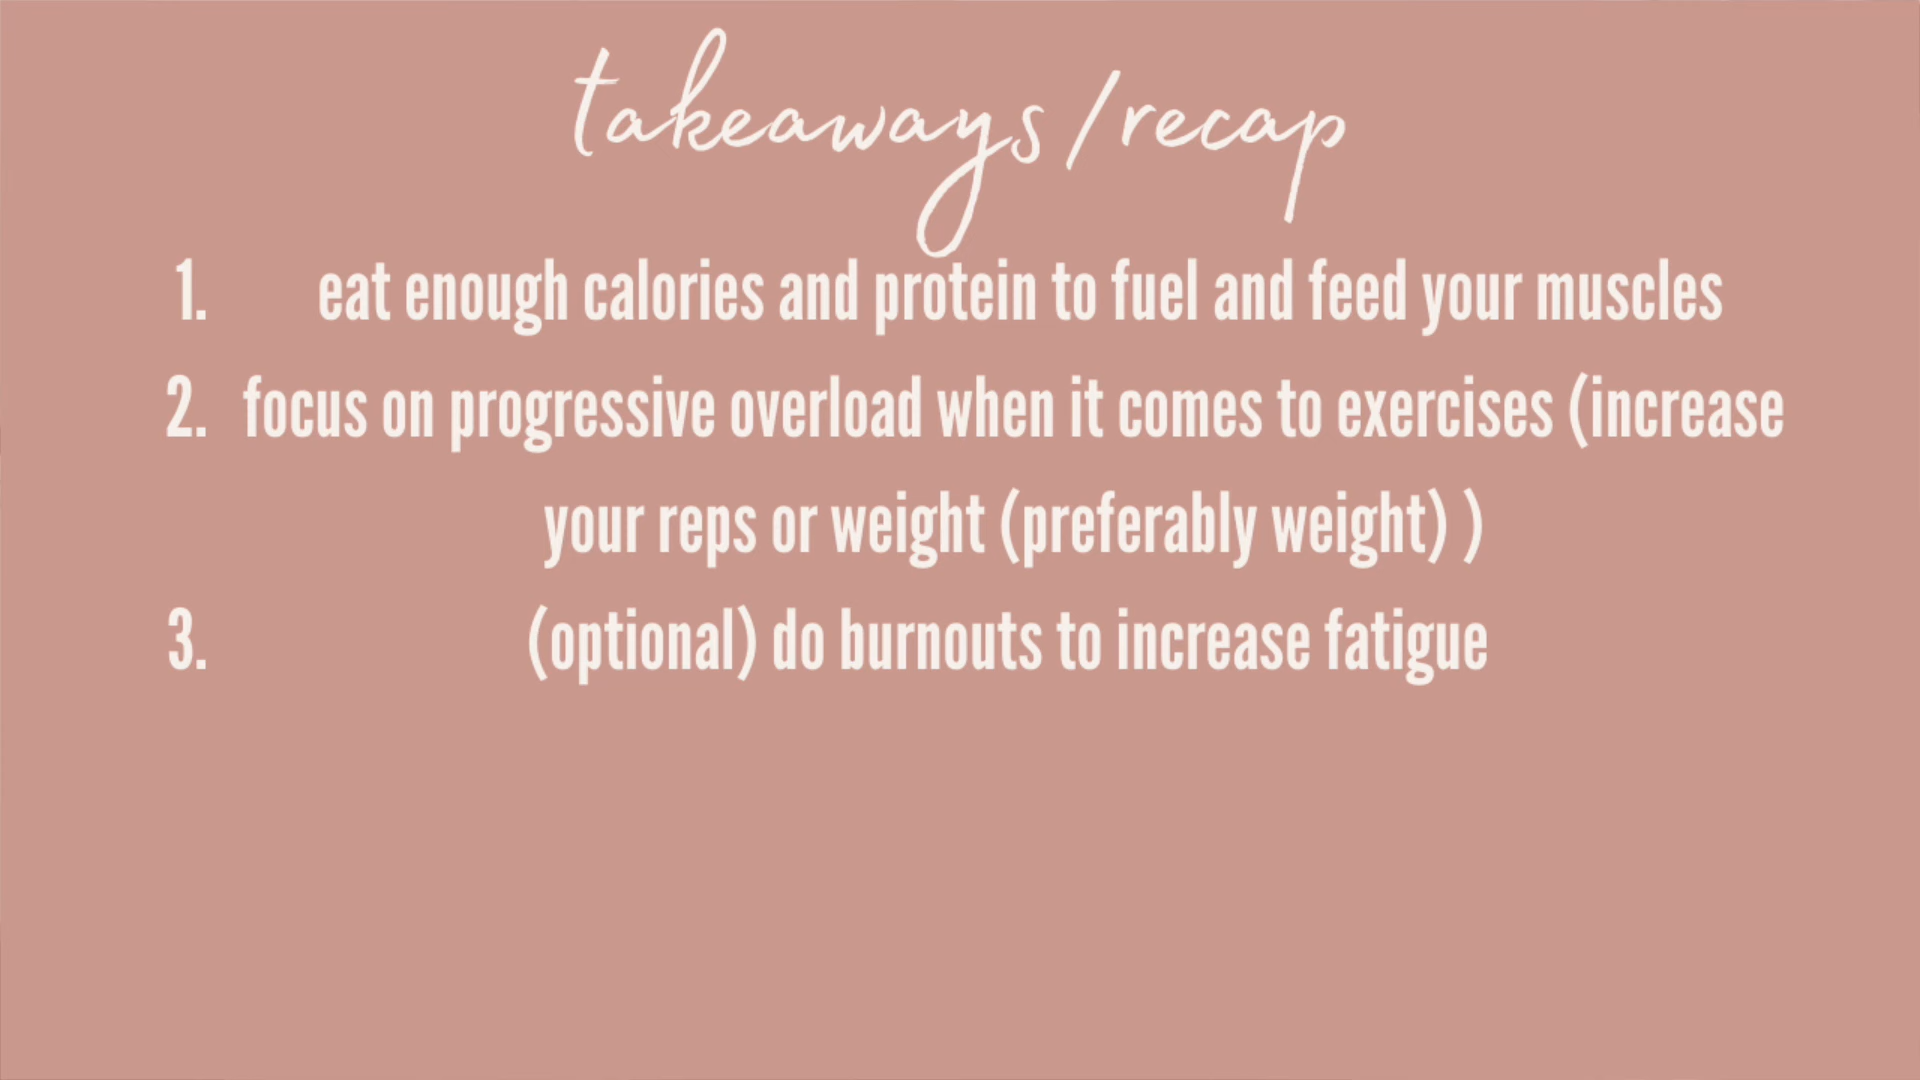 takeaways/recap
1. eat enough calories and protein to fuel and feed your muscles
2. focus on progressive overload when it comes to exercises (increase
your reps or weight (preferably weight) )
3. (optional) do burnouts to increase fatigue